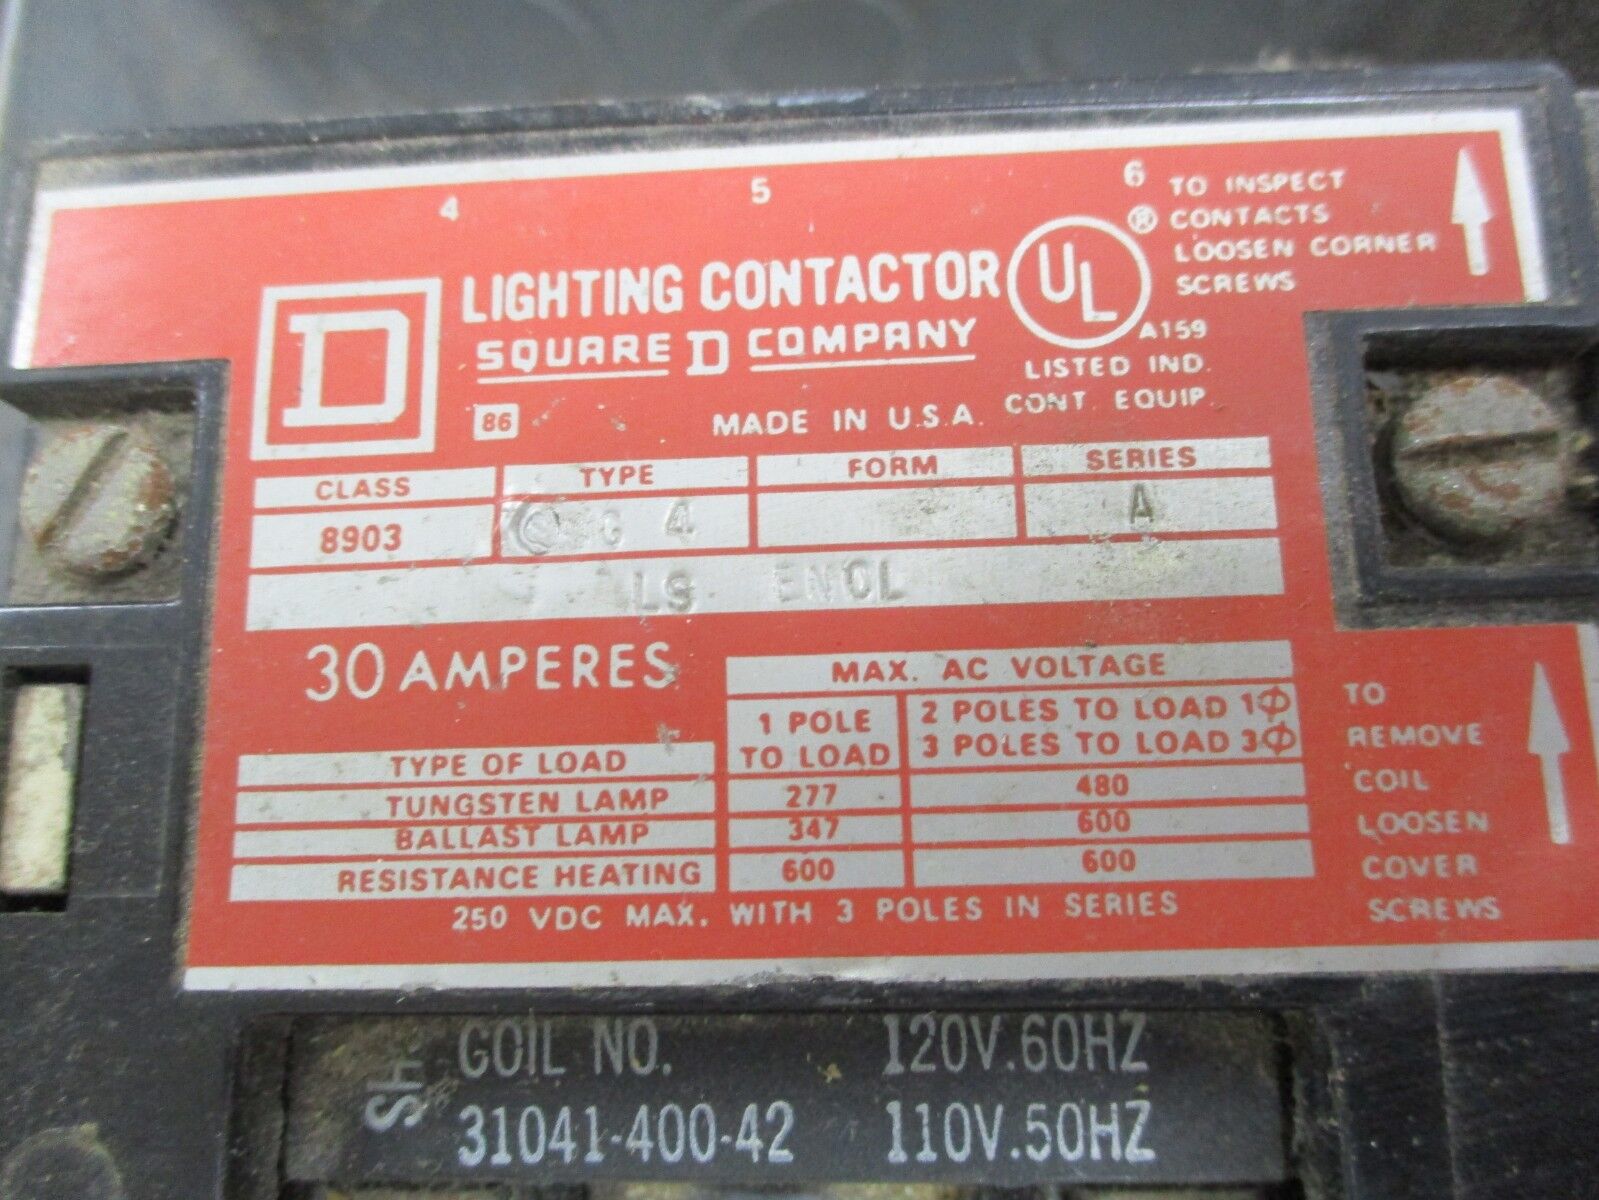 4 5 6
TO INSPECT
CONTACTS
LOOSEN CORNER
SCREWS
D
LIGHTING CONTACTOR
SQUARE D COMPANY
UL ®
A159
LISTED IND.
CONT. EQUIP.
86
MADE IN U.S.A.
CLASS TYPE FORM SERIES
8903 G 4 A
LS ENCL
30 AMPERES
MAX. AC VOLTAGE
TYPE OF LOAD
1 POLE
TO LOAD
2 POLES TO LOAD 1Φ
3 POLES TO LOAD 3Φ
TUNGSTEN LAMP 277 480
BALLAST LAMP 347 600
RESISTANCE HEATING 600 600
250 VDC MAX. WITH 3 POLES IN SERIES
TO
REMOVE
COIL
LOOSEN
COVER
SCREWS
COIL NO. 120V.60HZ
31041-400-42 110V.50HZ